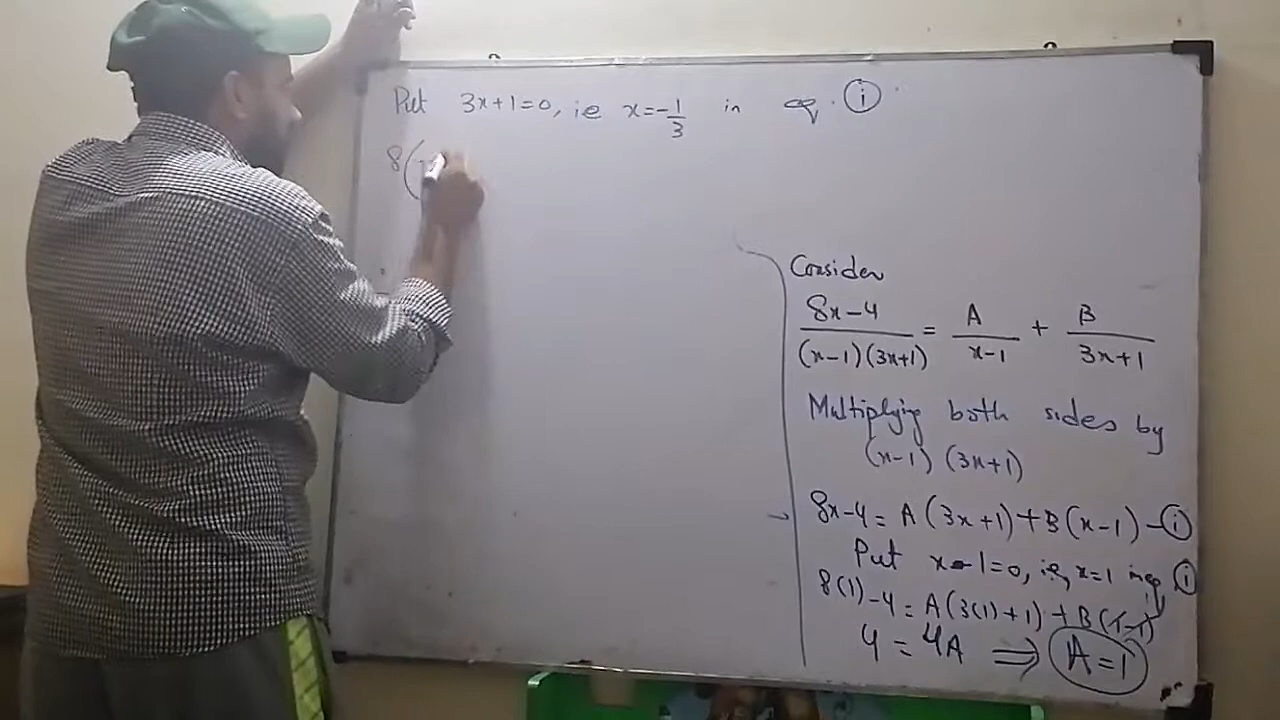 Put 3x+1=0, ie x=-1/3 in eq. (i)
8(-
Consider
8x-4/(x-1)(3x+1) = A/x-1 + B/3x+1
Multiplying both sides by
(x-1) (3x+1)
8x-4 = A(3x+1)+B(x-1) - (i)
Put x-1=0, ie, x=1 in eq (i)
8(1)-4 = A(3(1)+1)+B(1-1)
4 = 4A ⇒ A=1